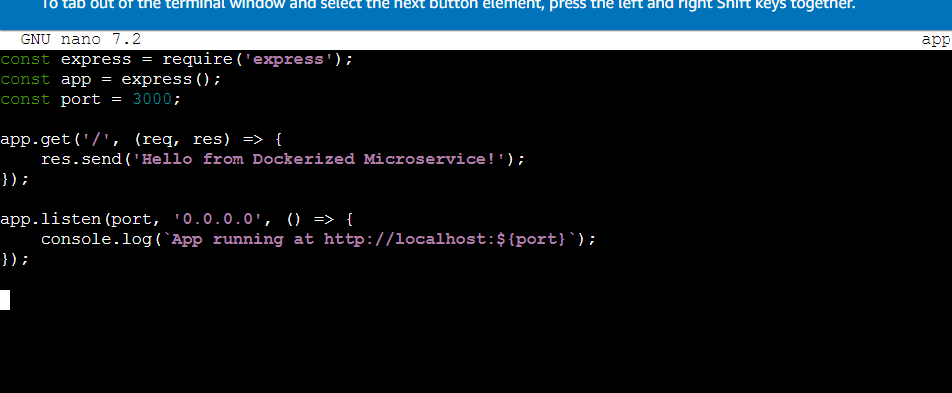 To tab out of the terminal window and select the next button element, press the left and right Shift keys together.
GNU nano 7.2 app
const express = require('express');
const app = express();
const port = 3000;
app.get('/', (req, res) => {
    res.send('Hello from Dockerized Microservice!');
});
app.listen(port, '0.0.0.0', () => {
    console.log(`App running at http://localhost:${port}`);
});